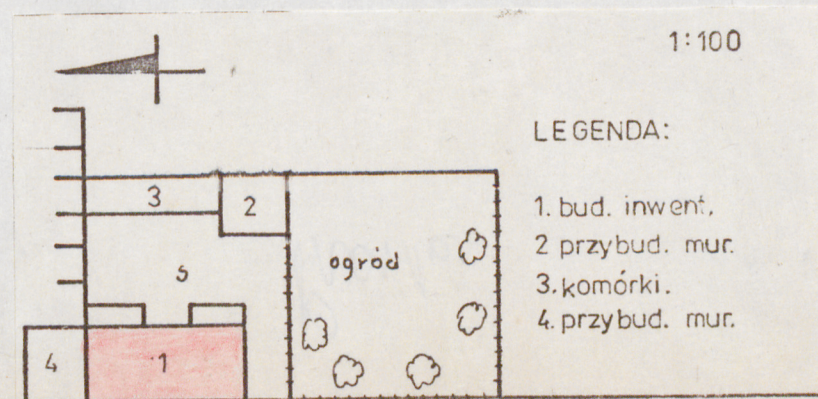 1:100
LEGENDA:
1. bud. inwent.
2 przybud. mur.
3. komórki.
4. przybud. mur.
3
2
ogród
s
4
1